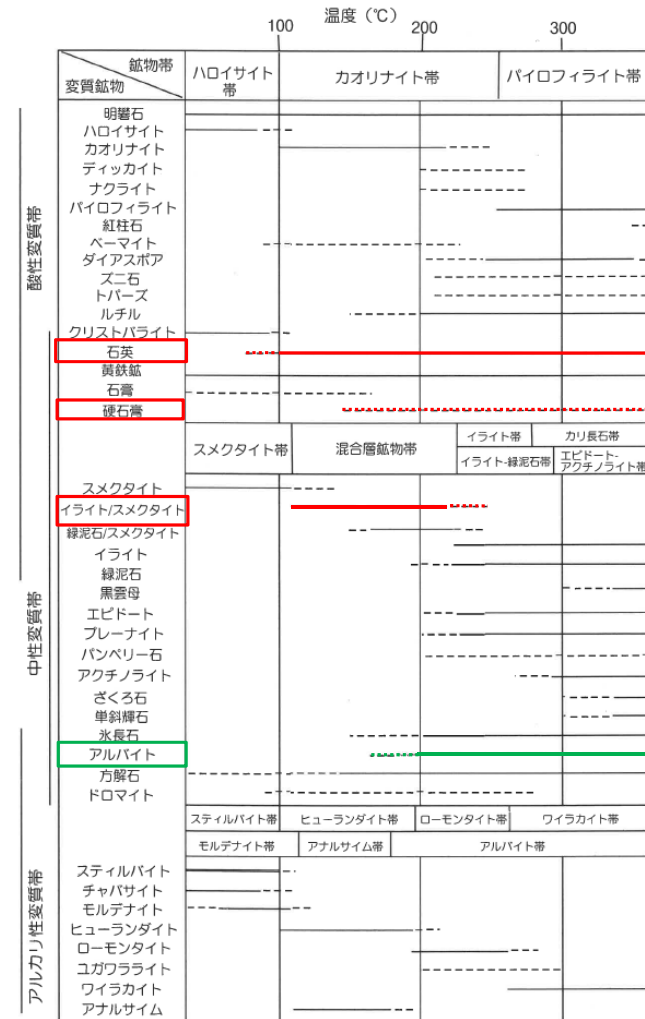 温度（℃）
100 200 300
鉱物帯
変質鉱物
ハロイサイト帯
カオリナイト帯
パイロフィライト帯
酸性変質帯
明礬石
ハロイサイト
カオリナイト
ディッカイト
ナクライト
パイロフィライト
紅柱石
ベーマイト
ダイアスポア
ズニ石
トパーズ
ルチル
クリストバライト
石英
黄鉄鉱
石膏
硬石膏
スメクタイト帯
混合層鉱物帯
イライト帯
カリ長石帯
イライト-緑泥石帯
エピドート-
アクチノライト帯
中性変質帯
スメクタイト
イライト/スメクタイト
緑泥石/スメクタイト
イライト
緑泥石
黒雲母
エピドート
プレーナイト
パンペリー石
アクチノライト
ざくろ石
単斜輝石
氷長石
アルバイト
方解石
ドロマイト
スティルバイト帯
ヒューランダイト帯
ローモンタイト帯
ワイラカイト帯
モルデナイト帯
アナルサイム帯
アルバイト帯
アルカリ性変質帯
スティルバイト
チャバサイト
モルデナイト
ヒューランダイト
ローモンタイト
ユガワラライト
ワイラカイト
アナルサイム